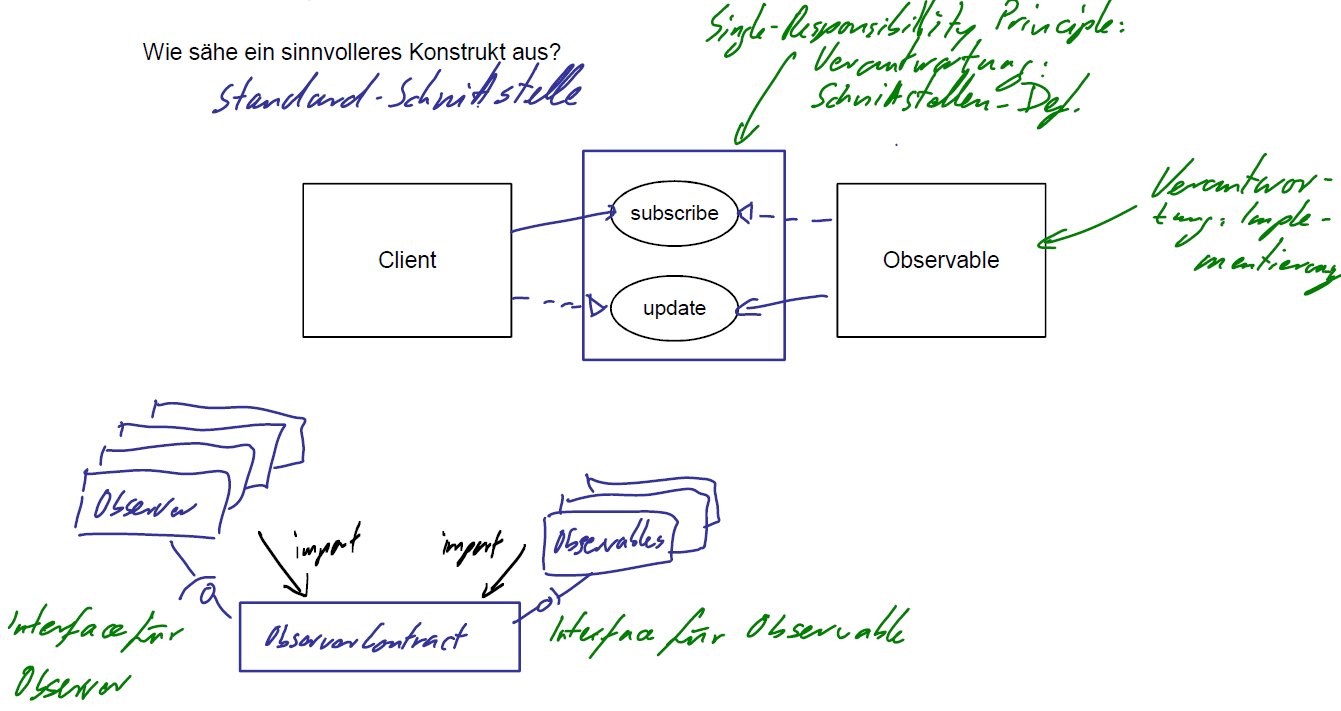 Single-Responsibility Principle:
Wie sähe ein sinnvolleres Konstrukt aus?
Verantwortung:
Standard-Schnittstelle
Schnittstellen-Def.
Verantwor-
tung: Imple-
mentierung
subscribe
Client
Observable
update
Observer
import
import
Observables
Interface für
Observer
ObserverContract
Interface für Observable